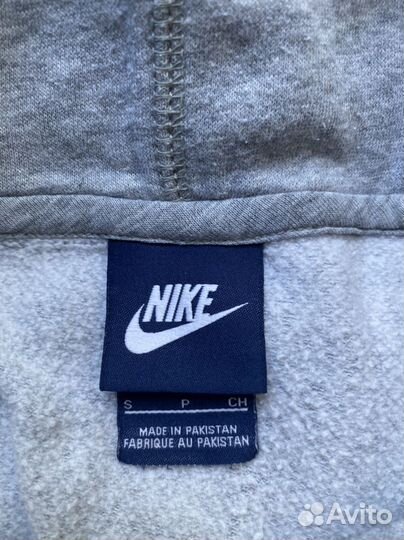 NIKE
S P CH
MADE IN PAKISTAN
FABRIQUE AU PAKISTAN
Avito